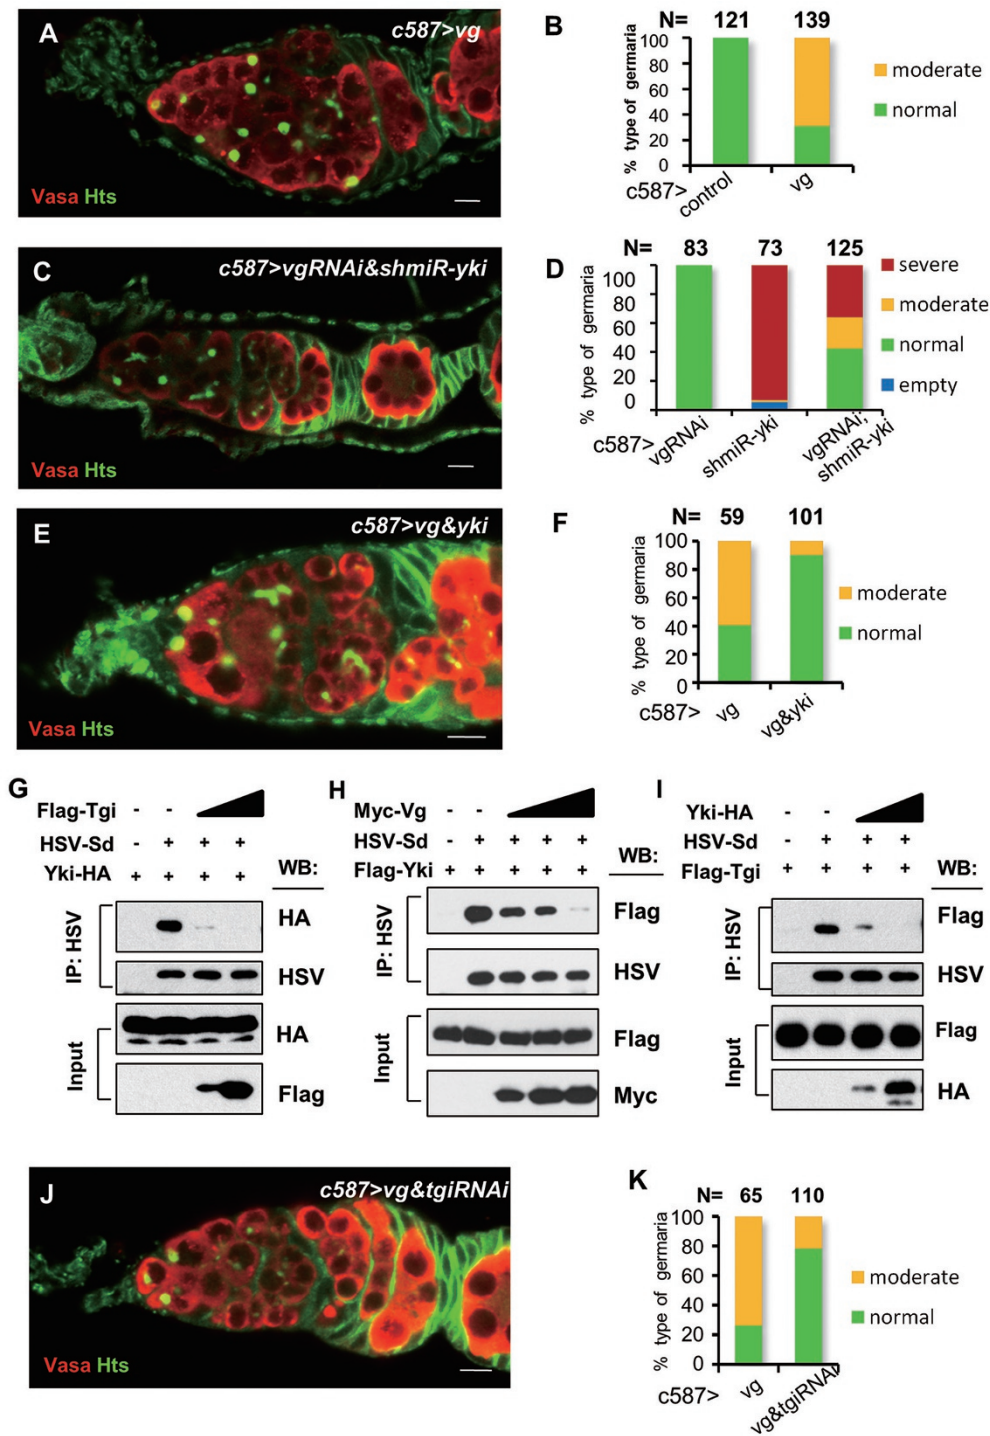 A
c587>vg
Vasa Hts
B
N= 121 139
% type of germaria
100
80
60
40
20
0
c587>
control
vg
moderate
normal
C
c587>vgRNAi&shmiR-yki
Vasa Hts
D
N= 83 73 125
% type of germaria
100
80
60
40
20
0
c587>
vgRNAi
shmiR-yki
vgRNAi;
shmiR-yki
severe
moderate
normal
empty
E
c587>vg&yki
Vasa Hts
F
N= 59 101
% type of germaria
100
80
60
40
20
0
c587>
vg
vg&yki
moderate
normal
G
Flag-Tgi - -
HSV-Sd - + + +
Yki-HA + + + +
WB:
IP: HSV
HA
HSV
Input
HA
Flag
H
Myc-Vg - -
HSV-Sd - + + + +
Flag-Yki + + + + +
WB:
IP: HSV
Flag
HSV
Input
Flag
Myc
I
Yki-HA - -
HSV-Sd - + + +
Flag-Tgi + + + +
WB:
IP: HSV
Flag
HSV
Input
Flag
HA
J
c587>vg&tgiRNAi
Vasa Hts
K
N= 65 110
% type of germaria
100
80
60
40
20
0
c587>
vg
vg&tgiRNAi
moderate
normal